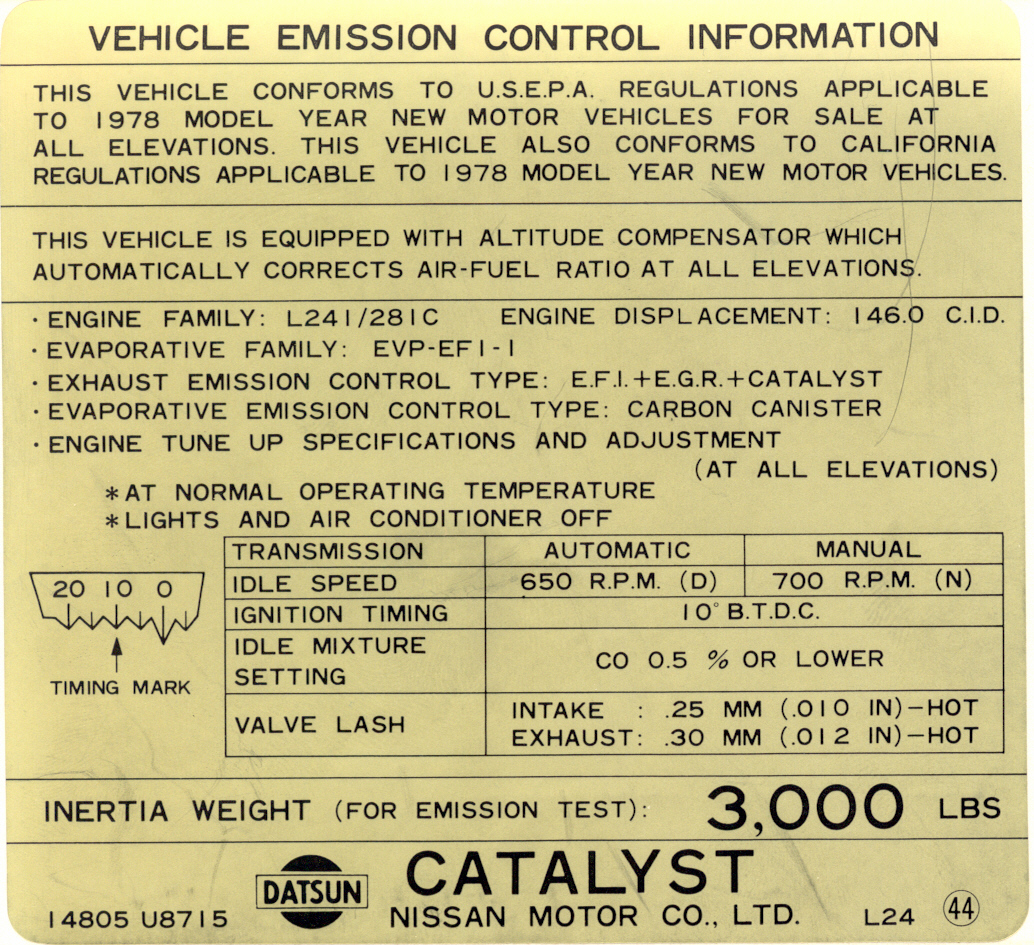 VEHICLE EMISSION CONTROL INFORMATION
THIS VEHICLE CONFORMS TO U.S.E.P.A. REGULATIONS APPLICABLE
TO 1978 MODEL YEAR NEW MOTOR VEHICLES FOR SALE AT
ALL ELEVATIONS. THIS VEHICLE ALSO CONFORMS TO CALIFORNIA
REGULATIONS APPLICABLE TO 1978 MODEL YEAR NEW MOTOR VEHICLES.
THIS VEHICLE IS EQUIPPED WITH ALTITUDE COMPENSATOR WHICH
AUTOMATICALLY CORRECTS AIR-FUEL RATIO AT ALL ELEVATIONS.
· ENGINE FAMILY: L241/281C ENGINE DISPLACEMENT: 146.0 C.I.D.
· EVAPORATIVE FAMILY: EVP-EF1-1
· EXHAUST EMISSION CONTROL TYPE: E.F.I.+E.G.R.+CATALYST
· EVAPORATIVE EMISSION CONTROL TYPE: CARBON CANISTER
· ENGINE TUNE UP SPECIFICATIONS AND ADJUSTMENT
(AT ALL ELEVATIONS)
*AT NORMAL OPERATING TEMPERATURE
*LIGHTS AND AIR CONDITIONER OFF
20 10 0
TIMING MARK
TRANSMISSION AUTOMATIC MANUAL
IDLE SPEED 650 R.P.M. (D) 700 R.P.M. (N)
IGNITION TIMING 10° B.T.D.C.
IDLE MIXTURE
SETTING CO 0.5 % OR LOWER
VALVE LASH INTAKE : .25 MM (.010 IN)-HOT
EXHAUST: .30 MM (.012 IN)-HOT
INERTIA WEIGHT (FOR EMISSION TEST): 3,000 LBS
DATSUN CATALYST
14805 U8715 NISSAN MOTOR CO., LTD. L24 44